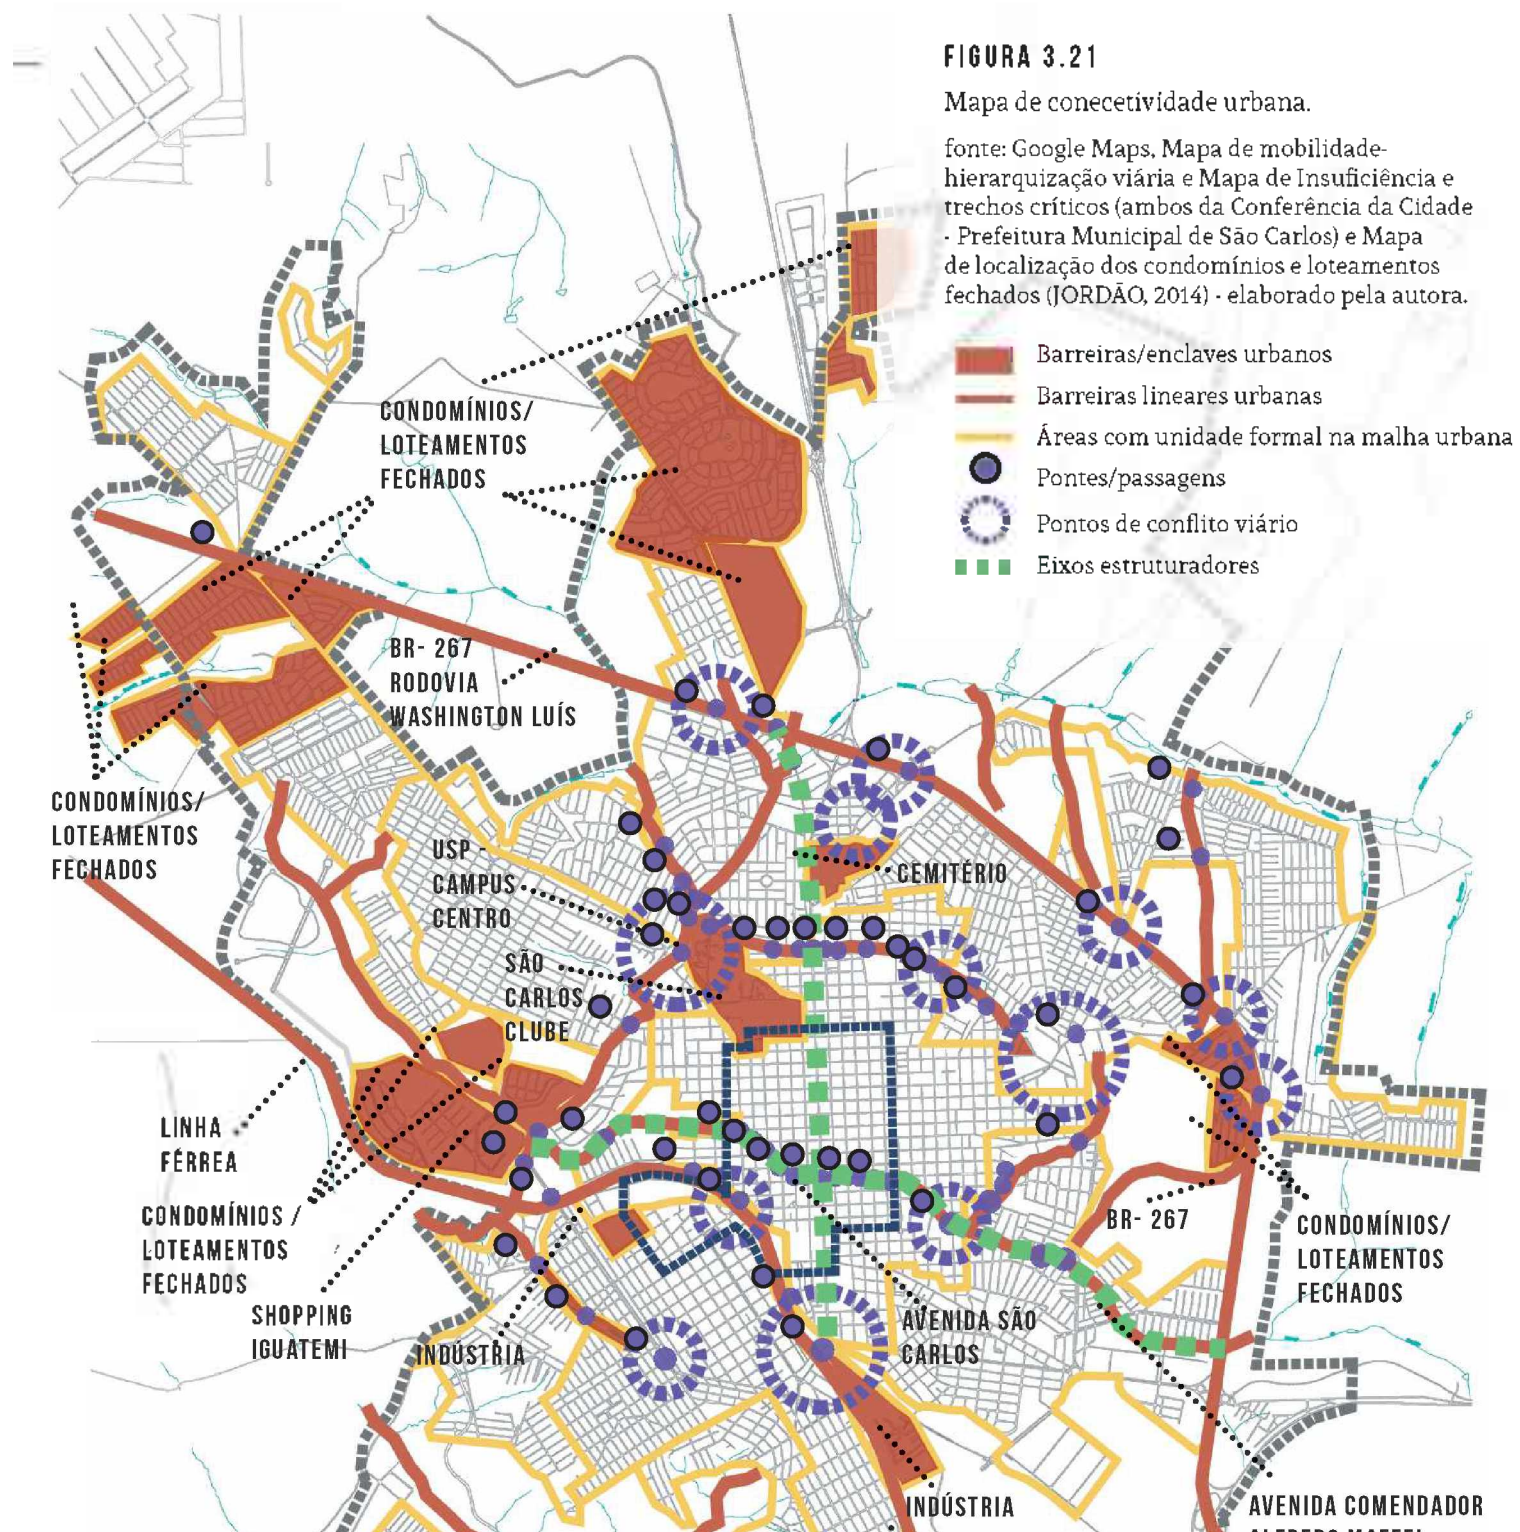 FIGURA 3.21
Mapa de conecetividade urbana.
fonte: Google Maps, Mapa de mobilidade-
hierarquização viária e Mapa de Insuficiência e
trechos críticos (ambos da Conferência da Cidade
- Prefeitura Municipal de São Carlos) e Mapa
de localização dos condomínios e loteamentos
fechados (JORDÃO, 2014) - elaborado pela autora.
Barreiras/enclaves urbanos
Barreiras lineares urbanas
Áreas com unidade formal na malha urbana
Pontes/passagens
Pontos de conflito viário
Eixos estruturadores
CONDOMÍNIOS/
LOTEAMENTOS
FECHADOS
BR- 267
RODOVIA
WASHINGTON LUÍS
CONDOMÍNIOS/
LOTEAMENTOS
FECHADOS
USP -
CAMPUS
CENTRO
CEMITÉRIO
SÃO
CARLOS
CLUBE
LINHA
FÉRREA
CONDOMÍNIOS /
LOTEAMENTOS
FECHADOS
SHOPPING
IGUATEMI
INDÚSTRIA
BR- 267
CONDOMÍNIOS/
LOTEAMENTOS
FECHADOS
AVENIDA SÃO
CARLOS
INDÚSTRIA
AVENIDA COMENDADOR